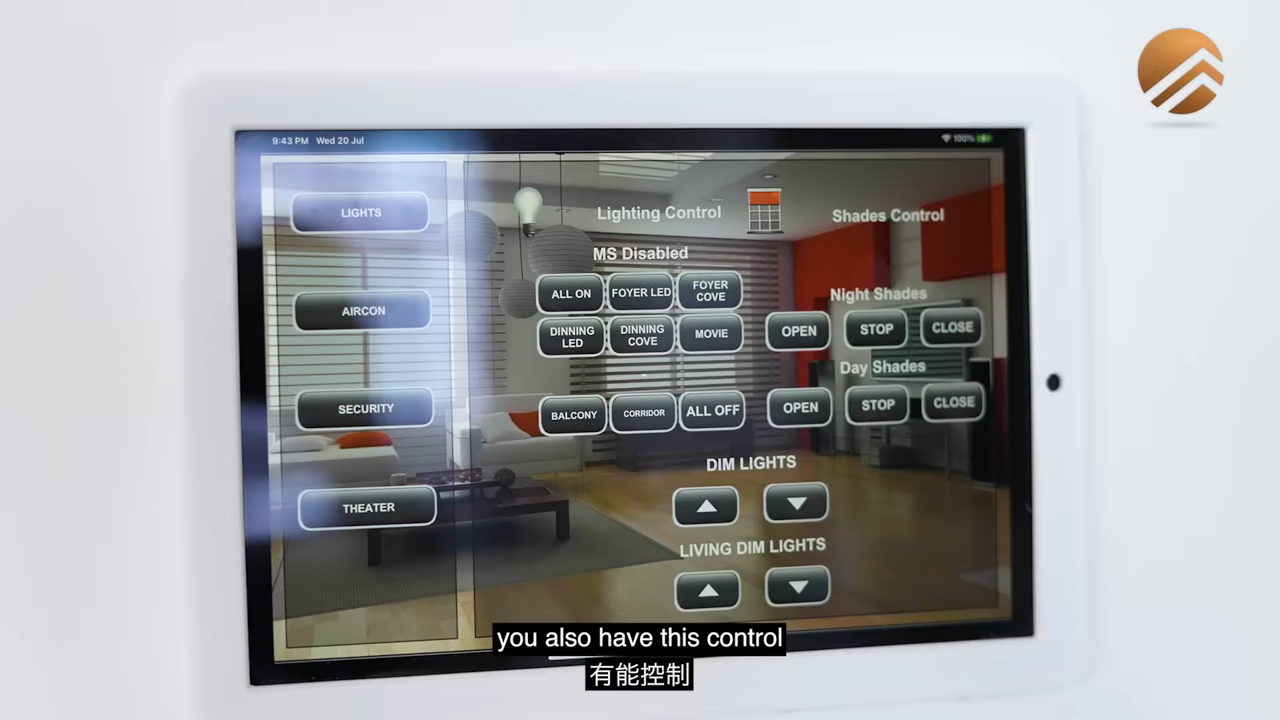 9:43 PM Wed 20 Jul
100%
LIGHTS
AIRCON
SECURITY
THEATER
Lighting Control
MS Disabled
ALL ON
FOYER LED
FOYER
COVE
DINNING
LED
DINNING
COVE
MOVIE
BALCONY
CORRIDOR
ALL OFF
Shades Control
Night Shades
OPEN
STOP
CLOSE
Day Shades
OPEN
STOP
CLOSE
DIM LIGHTS
LIVING DIM LIGHTS
you also have this control
有能控制